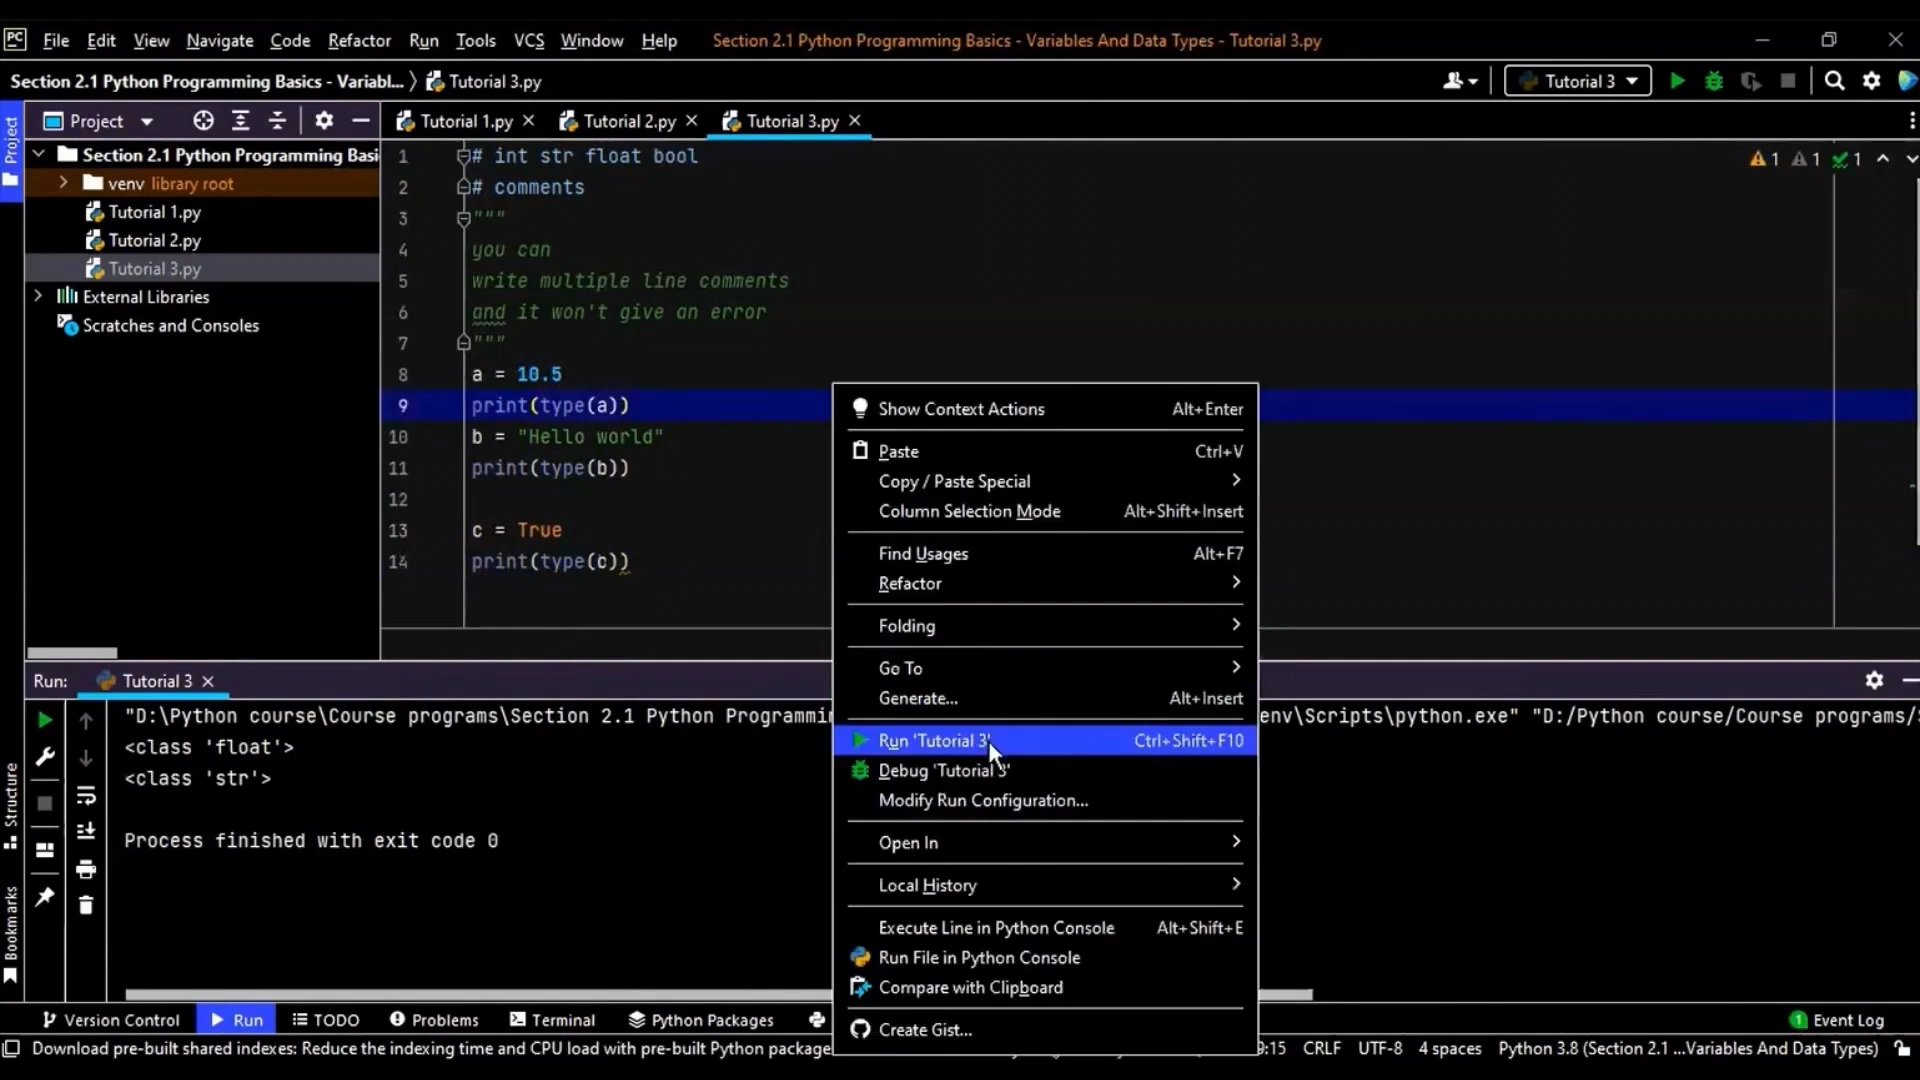 PC File Edit View Navigate Code Refactor Run Tools VCS Window Help Section 2.1 Python Programming Basics - Variables And Data Types - Tutorial 3.py
Section 2.1 Python Programming Basics - Variabl... Tutorial 3.py Tutorial 3
Project
Project
Tutorial 1.py Tutorial 2.py Tutorial 3.py
Section 2.1 Python Programming Basi
venv library root
Tutorial 1.py
Tutorial 2.py
Tutorial 3.py
External Libraries
Scratches and Consoles
1 # int str float bool
2 # comments
3 """
4 you can
5 write multiple line comments
6 and it won't give an error
7 """
8 a = 10.5
9 print(type(a))
10 b = "Hello world"
11 print(type(b))
12
13 c = True
14 print(type(c))
1 1 1
Show Context Actions Alt+Enter
Paste Ctrl+V
Copy / Paste Special
Column Selection Mode Alt+Shift+Insert
Find Usages Alt+F7
Refactor
Folding
Go To
Generate... Alt+Insert
Run 'Tutorial 3' Ctrl+Shift+F10
Debug 'Tutorial 3'
Modify Run Configuration...
Open In
Local History
Execute Line in Python Console Alt+Shift+E
Run File in Python Console
Compare with Clipboard
Create Gist...
Run: Tutorial 3
"D:\Python course\Course programs\Section 2.1 Python Programmin env\Scripts\python.exe" "D:/Python course/Course programs/
<class 'float'>
<class 'str'>
Process finished with exit code 0
Structure
Bookmarks
Version Control Run TODO Problems Terminal Python Packages 1 Event Log
Download pre-built shared indexes: Reduce the indexing time and CPU load with pre-built Python package :15 CRLF UTF-8 4 spaces Python 3.8 (Section 2.1 ...Variables And Data Types)